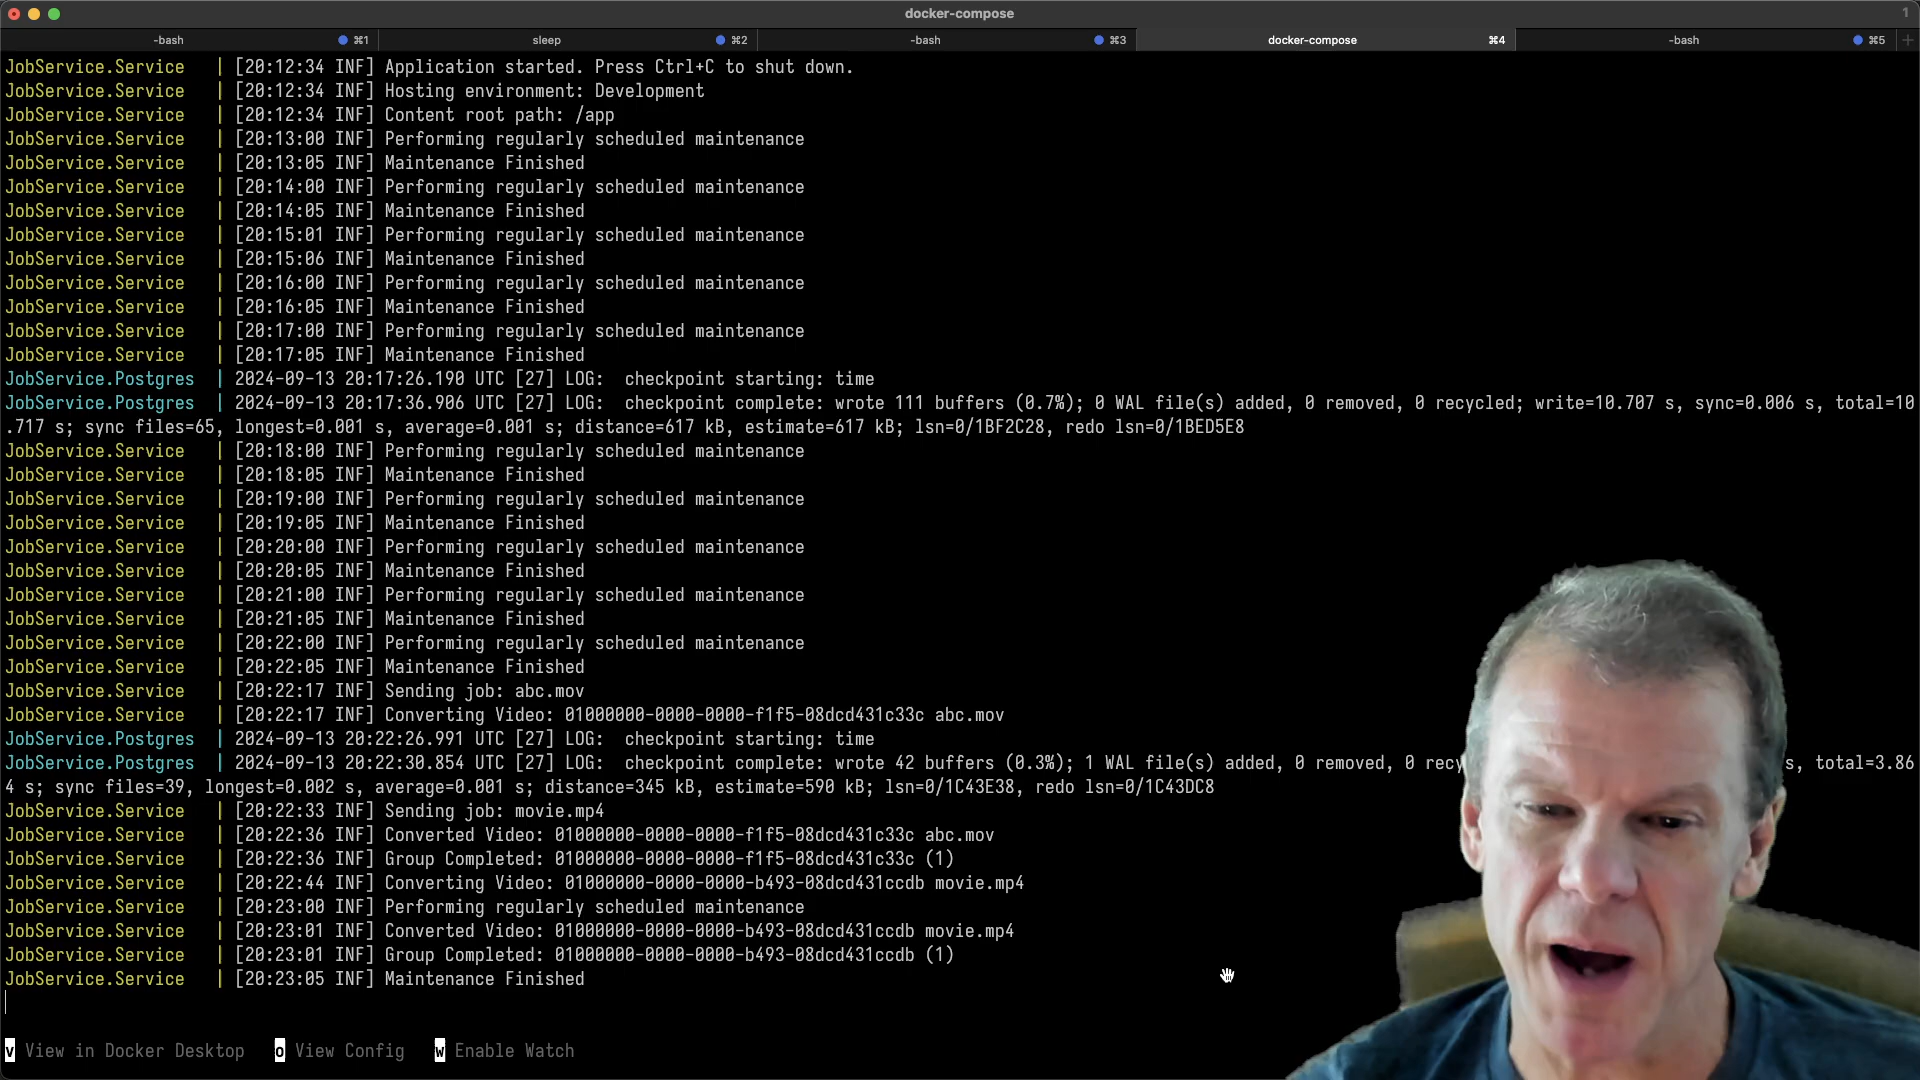 docker-compose
1
-bash ⌘1 sleep ⌘2 -bash ⌘3 docker-compose ⌘4 -bash ⌘5 +
JobService.Service | [20:12:34 INF] Application started. Press Ctrl+C to shut down.
JobService.Service | [20:12:34 INF] Hosting environment: Development
JobService.Service | [20:12:34 INF] Content root path: /app
JobService.Service | [20:13:00 INF] Performing regularly scheduled maintenance
JobService.Service | [20:13:05 INF] Maintenance Finished
JobService.Service | [20:14:00 INF] Performing regularly scheduled maintenance
JobService.Service | [20:14:05 INF] Maintenance Finished
JobService.Service | [20:15:01 INF] Performing regularly scheduled maintenance
JobService.Service | [20:15:06 INF] Maintenance Finished
JobService.Service | [20:16:00 INF] Performing regularly scheduled maintenance
JobService.Service | [20:16:05 INF] Maintenance Finished
JobService.Service | [20:17:00 INF] Performing regularly scheduled maintenance
JobService.Service | [20:17:05 INF] Maintenance Finished
JobService.Postgres | 2024-09-13 20:17:26.190 UTC [27] LOG:  checkpoint starting: time
JobService.Postgres | 2024-09-13 20:17:36.906 UTC [27] LOG:  checkpoint complete: wrote 111 buffers (0.7%); 0 WAL file(s) added, 0 removed, 0 recycled; write=10.707 s, sync=0.006 s, total=10
.717 s; sync files=65, longest=0.001 s, average=0.001 s; distance=617 kB, estimate=617 kB; lsn=0/1BF2C28, redo lsn=0/1BED5E8
JobService.Service | [20:18:00 INF] Performing regularly scheduled maintenance
JobService.Service | [20:18:05 INF] Maintenance Finished
JobService.Service | [20:19:00 INF] Performing regularly scheduled maintenance
JobService.Service | [20:19:05 INF] Maintenance Finished
JobService.Service | [20:20:00 INF] Performing regularly scheduled maintenance
JobService.Service | [20:20:05 INF] Maintenance Finished
JobService.Service | [20:21:00 INF] Performing regularly scheduled maintenance
JobService.Service | [20:21:05 INF] Maintenance Finished
JobService.Service | [20:22:00 INF] Performing regularly scheduled maintenance
JobService.Service | [20:22:05 INF] Maintenance Finished
JobService.Service | [20:22:17 INF] Sending job: abc.mov
JobService.Service | [20:22:17 INF] Converting Video: 01000000-0000-0000-f1f5-08dcd431c33c abc.mov
JobService.Postgres | 2024-09-13 20:22:26.991 UTC [27] LOG:  checkpoint starting: time
JobService.Postgres | 2024-09-13 20:22:30.854 UTC [27] LOG:  checkpoint complete: wrote 42 buffers (0.3%); 1 WAL file(s) added, 0 removed, 0 recy s, total=3.86
4 s; sync files=39, longest=0.002 s, average=0.001 s; distance=345 kB, estimate=590 kB; lsn=0/1C43E38, redo lsn=0/1C43DC8
JobService.Service | [20:22:33 INF] Sending job: movie.mp4
JobService.Service | [20:22:36 INF] Converted Video: 01000000-0000-0000-f1f5-08dcd431c33c abc.mov
JobService.Service | [20:22:36 INF] Group Completed: 01000000-0000-0000-f1f5-08dcd431c33c (1)
JobService.Service | [20:22:44 INF] Converting Video: 01000000-0000-0000-b493-08dcd431ccdb movie.mp4
JobService.Service | [20:23:00 INF] Performing regularly scheduled maintenance
JobService.Service | [20:23:01 INF] Converted Video: 01000000-0000-0000-b493-08dcd431ccdb movie.mp4
JobService.Service | [20:23:01 INF] Group Completed: 01000000-0000-0000-b493-08dcd431ccdb (1)
JobService.Service | [20:23:05 INF] Maintenance Finished
v View in Docker Desktop o View Config w Enable Watch